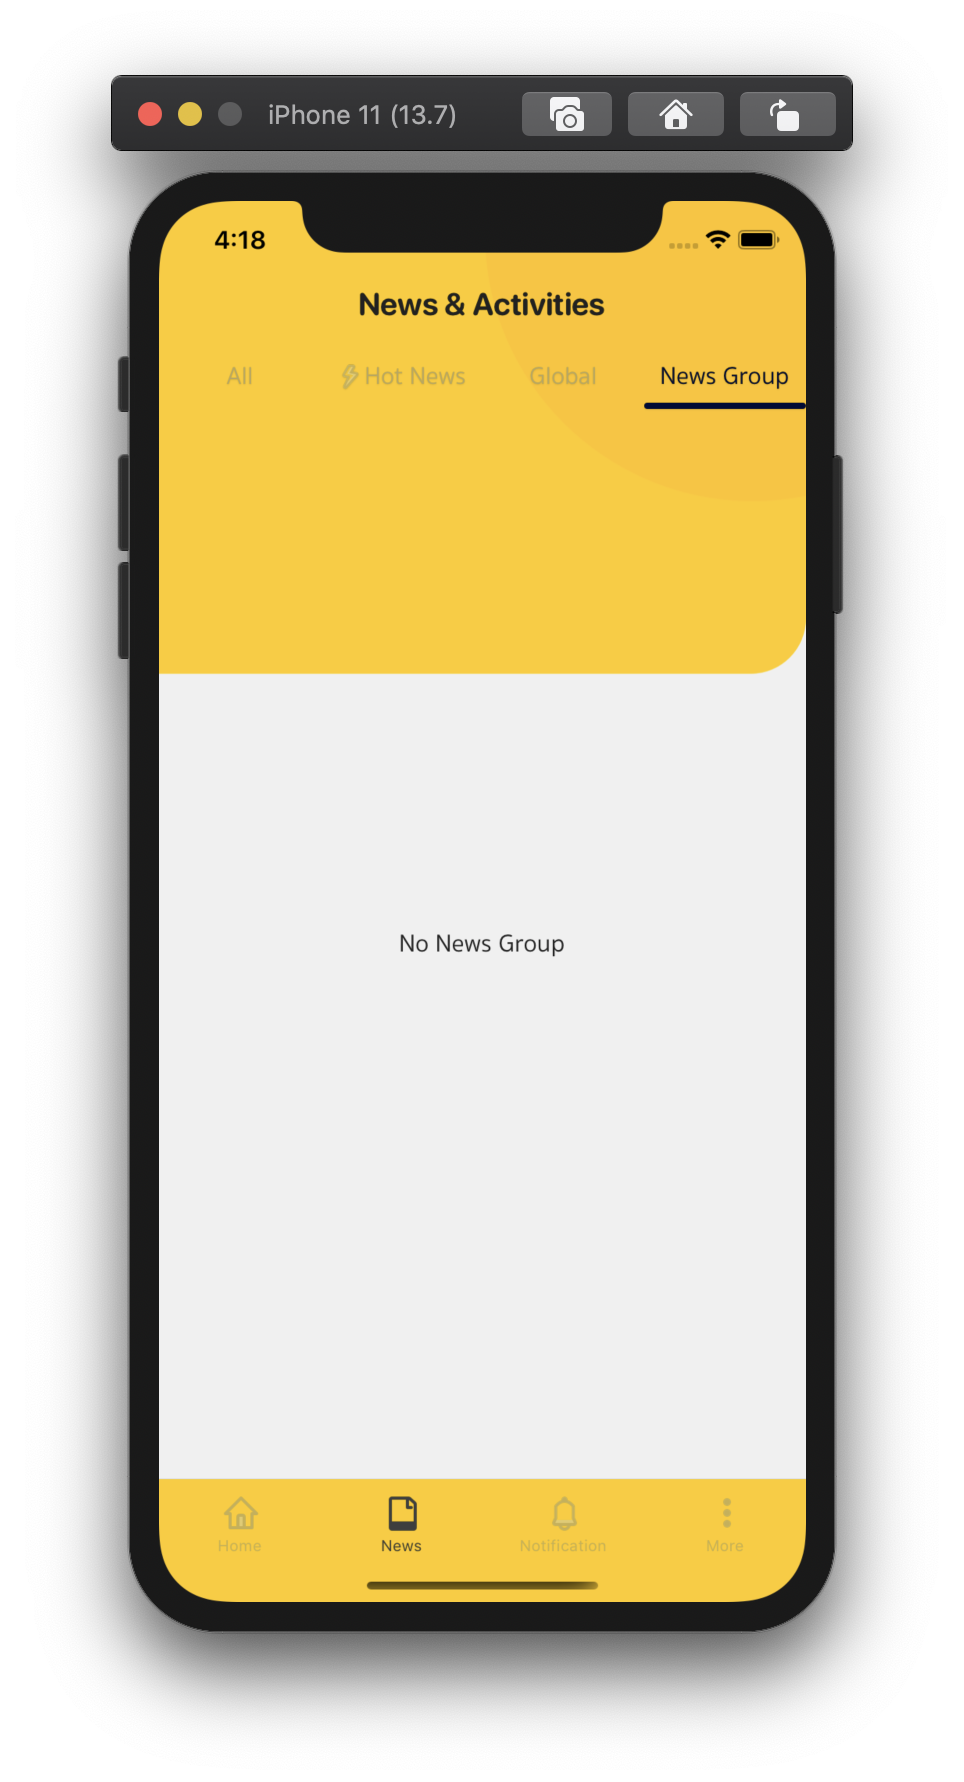 iPhone 11 (13.7)
4:18
News & Activities
All Hot News Global News Group
No News Group
Home News Notification More